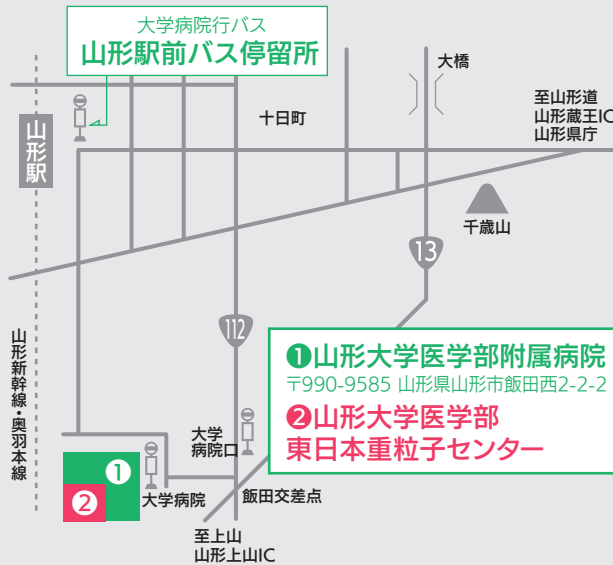 大学病院行バス
山形駅前バス停留所
大橋
至山形道
山形蔵王IC
山形県庁
十日町
山形駅
千歳山
13
山形新幹線・奥羽本線
112
❶山形大学医学部附属病院
〒990-9585 山形県山形市飯田西2-2-2
❷山形大学医学部
東日本重粒子センター
大学
病院口
❶
❷
大学病院
飯田交差点
至上山
山形上山IC